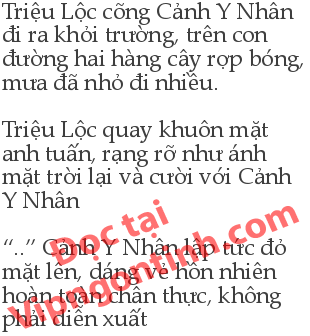 Triệu Lộc cõng Cảnh Y Nhân
đi ra khỏi trường, trên con
đường hai hàng cây rợp bóng,
mưa đã nhỏ đi nhiều.
Triệu Lộc quay khuôn mặt
anh tuấn, rạng rỡ như ánh
mặt trời lại và cười với Cảnh
Y Nhân
“..” Cảnh Y Nhân lập tức đỏ
mặt lên, dáng vẻ hồn nhiên
hoàn toàn chân thực, không
phải diễn xuất
Đọc tại
Vipngontinh.com